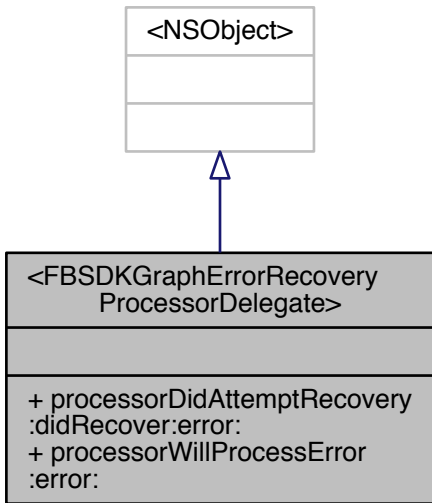 <NSObject>
<FBSDKGraphErrorRecovery
ProcessorDelegate>
+ processorDidAttemptRecovery
:didRecover:error:
+ processorWillProcessError
:error: